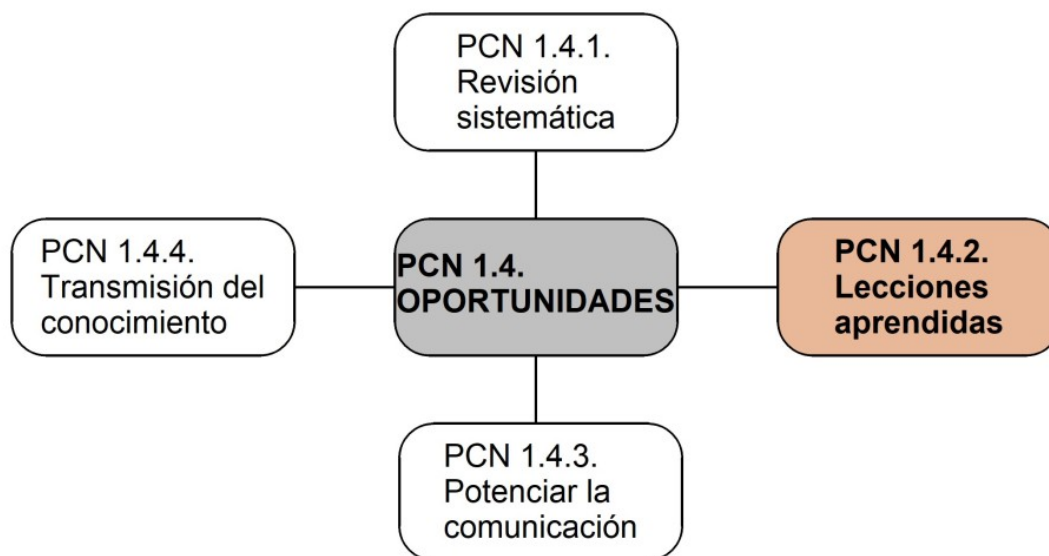 PCN 1.4.1.
Revisión
sistemática
PCN 1.4.4.
Transmisión del
conocimiento
PCN 1.4.
OPORTUNIDADES
PCN 1.4.2.
Lecciones
aprendidas
PCN 1.4.3.
Potenciar la
comunicación